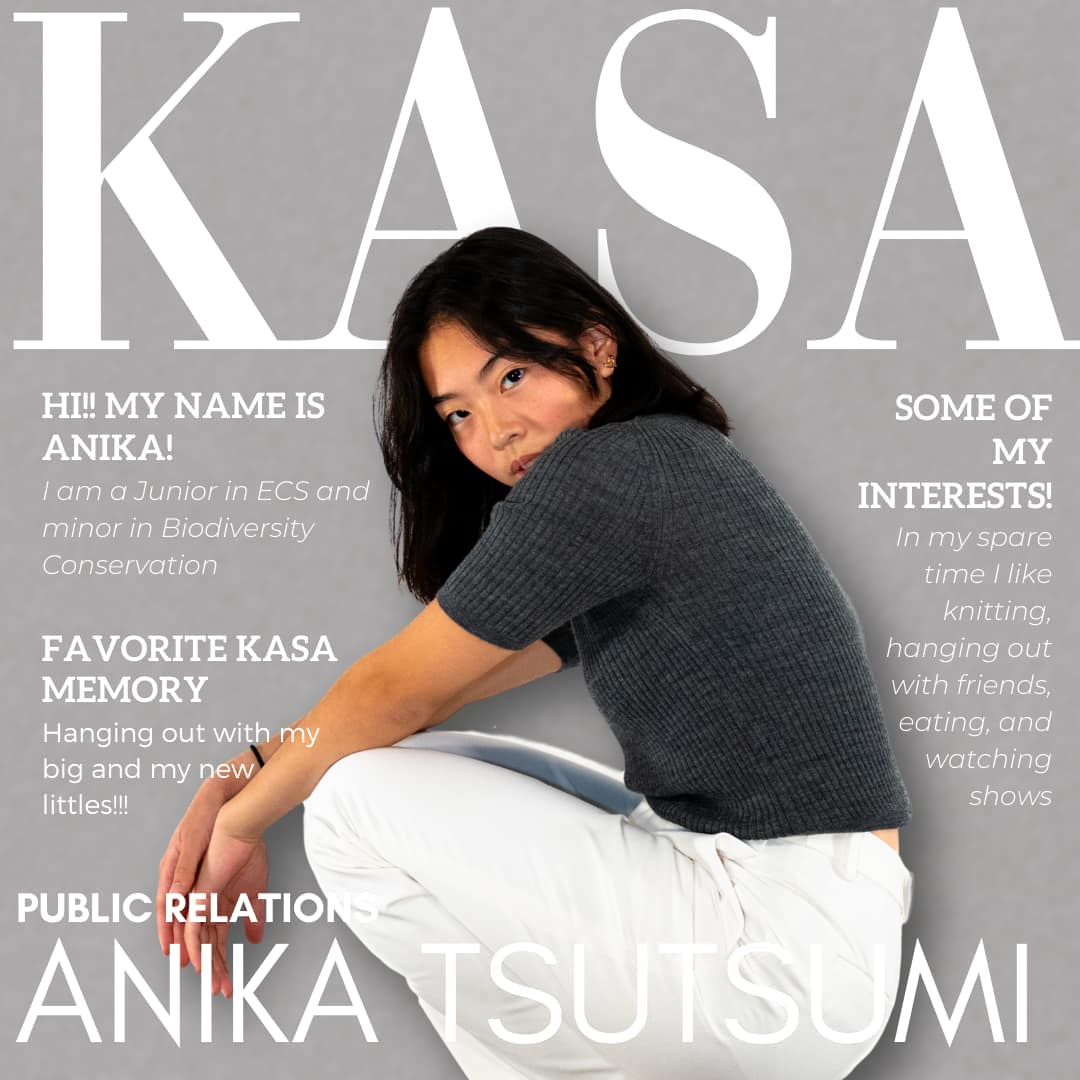 KASA
HI!! MY NAME IS
ANIKA!
I am a Junior in ECS and
minor in Biodiversity
Conservation
FAVORITE KASA
MEMORY
Hanging out with my
big and my new
littles!!!
SOME OF
MY
INTERESTS!
In my spare
time I like
knitting,
hanging out
with friends,
eating, and
watching
shows
PUBLIC RELATIONS
ANIKA TSUTSUMI